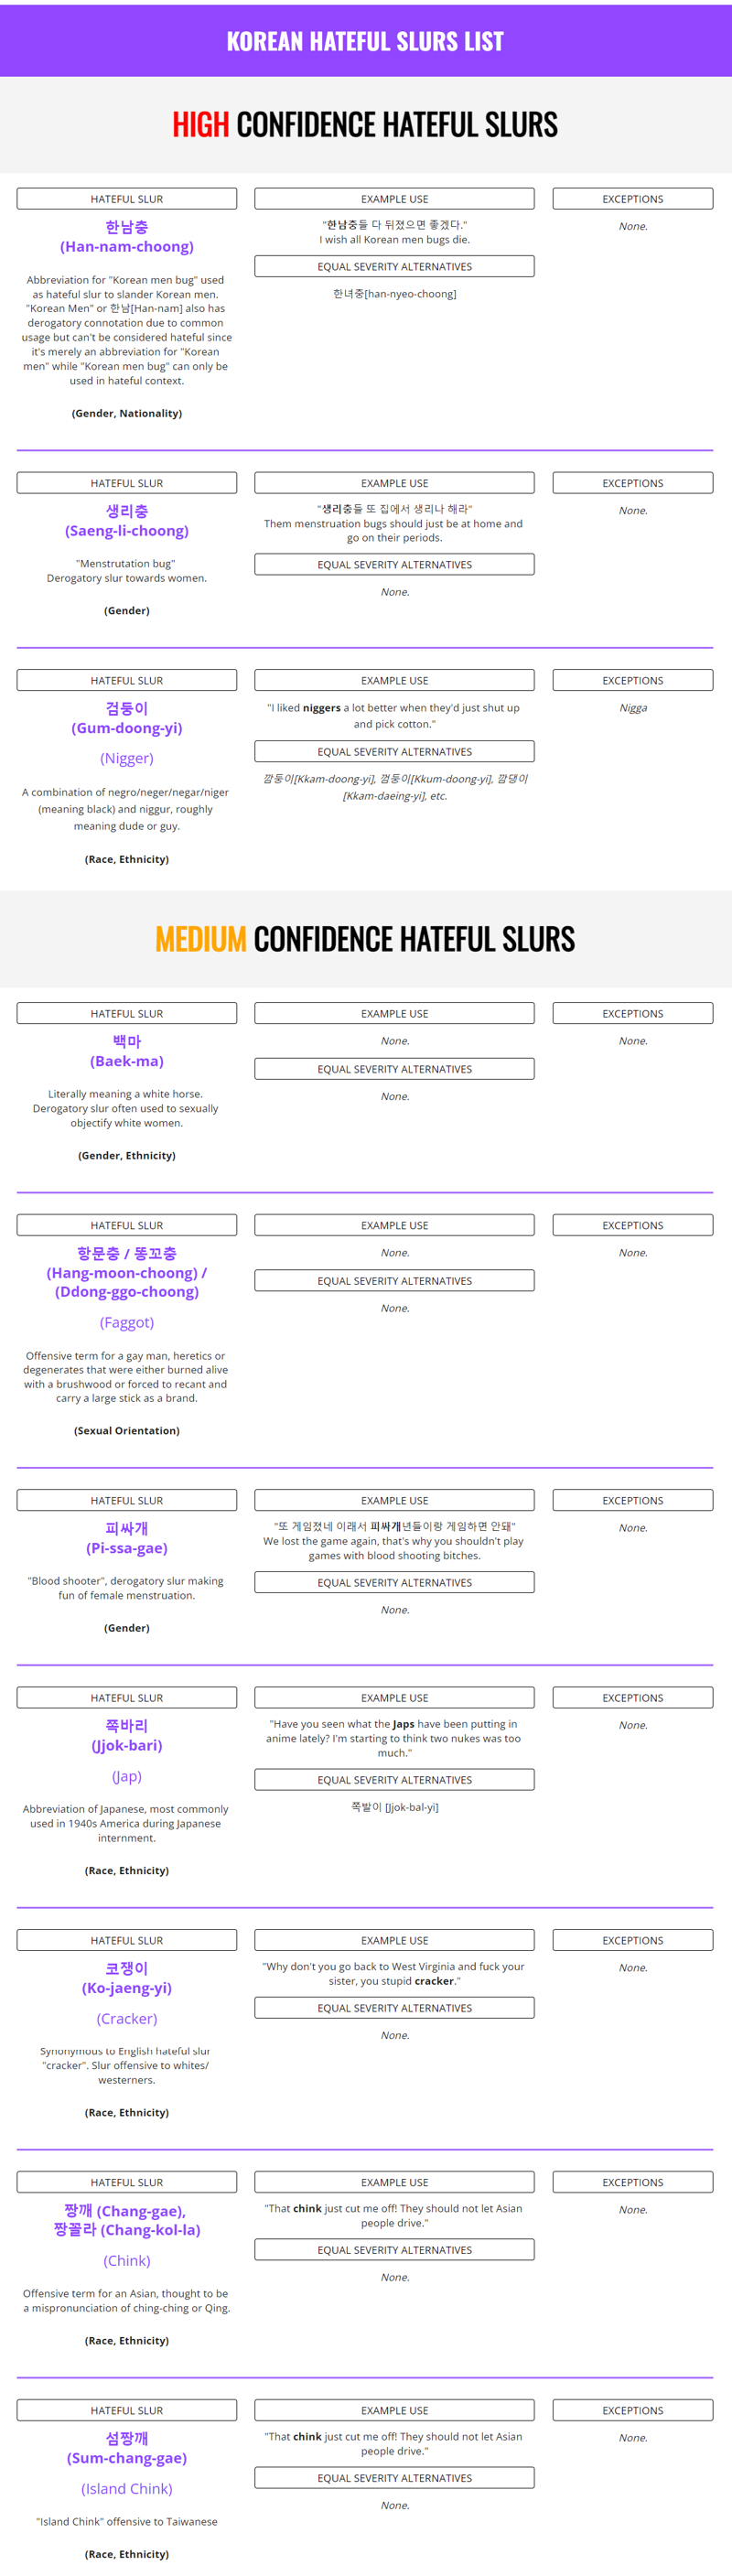 KOREAN HATEFUL SLURS LIST
HIGH CONFIDENCE HATEFUL SLURS
HATEFUL SLUR
한남충
(Han-nam-choong)
Abbreviation for "Korean men bug" used
as hateful slur to slander Korean men.
"Korean Men" or 한남[Han-nam] also has
derogatory connotation due to common
usage but can't be considered hateful since
it's merely an abbreviation for "Korean
men" while "Korean men bug" can only be
used in hateful context.
(Gender, Nationality)
EXAMPLE USE
"한남충들 다 뒤졌으면 좋겠다."
I wish all Korean men bugs die.
EQUAL SEVERITY ALTERNATIVES
한녀충[han-nyeo-choong]
EXCEPTIONS
None.
HATEFUL SLUR
생리충
(Saeng-li-choong)
"Menstrutation bug"
Derogatory slur towards women.
(Gender)
EXAMPLE USE
"생리충들 또 집에서 생리나 해라"
Them menstruation bugs should just be at home and
go on their periods.
EQUAL SEVERITY ALTERNATIVES
None.
EXCEPTIONS
None.
HATEFUL SLUR
검둥이
(Gum-doong-yi)
(Nigger)
A combination of negro/neger/negar/niger
(meaning black) and niggur, roughly
meaning dude or guy.
(Race, Ethnicity)
EXAMPLE USE
"I liked niggers a lot better when they'd just shut up
and pick cotton."
EQUAL SEVERITY ALTERNATIVES
깜둥이[Kkam-doong-yi], 껌둥이[Kkum-doong-yi], 깜댕이
[Kkam-daeing-yi], etc.
EXCEPTIONS
Nigga
MEDIUM CONFIDENCE HATEFUL SLURS
HATEFUL SLUR
백마
(Baek-ma)
Literally meaning a white horse.
Derogatory slur often used to sexually
objectify white women.
(Gender, Ethnicity)
EXAMPLE USE
None.
EQUAL SEVERITY ALTERNATIVES
None.
EXCEPTIONS
None.
HATEFUL SLUR
항문충 / 똥꼬충
(Hang-moon-choong) /
(Ddong-ggo-choong)
(Faggot)
Offensive term for a gay man, heretics or
degenerates that were either burned alive
with a brushwood or forced to recant and
carry a large stick as a brand.
(Sexual Orientation)
EXAMPLE USE
None.
EQUAL SEVERITY ALTERNATIVES
None.
EXCEPTIONS
None.
HATEFUL SLUR
피싸개
(Pi-ssa-gae)
"Blood shooter", derogatory slur making
fun of female menstruation.
(Gender)
EXAMPLE USE
"또 게임졌네 이래서 피싸개년들이랑 게임하면 안돼"
We lost the game again, that's why you shouldn't play
games with blood shooting bitches.
EQUAL SEVERITY ALTERNATIVES
None.
EXCEPTIONS
None.
HATEFUL SLUR
쪽바리
(Jjok-bari)
(Jap)
Abbreviation of Japanese, most commonly
used in 1940s America during Japanese
internment.
(Race, Ethnicity)
EXAMPLE USE
"Have you seen what the Japs have been putting in
anime lately? I'm starting to think two nukes was too
much."
EQUAL SEVERITY ALTERNATIVES
쪽발이 [Jjok-bal-yi]
EXCEPTIONS
None.
HATEFUL SLUR
코쟁이
(Ko-jaeng-yi)
(Cracker)
Synonymous to English hateful slur
"cracker". Slur offensive to whites/
westerners.
(Race, Ethnicity)
EXAMPLE USE
"Why don't you go back to West Virginia and fuck your
sister, you stupid cracker."
EQUAL SEVERITY ALTERNATIVES
None.
EXCEPTIONS
None.
HATEFUL SLUR
짱깨 (Chang-gae),
짱꼴라 (Chang-kol-la)
(Chink)
Offensive term for an Asian, thought to be
a mispronunciation of ching-ching or Qing.
(Race, Ethnicity)
EXAMPLE USE
"That chink just cut me off! They should not let Asian
people drive."
EQUAL SEVERITY ALTERNATIVES
None.
EXCEPTIONS
None.
HATEFUL SLUR
섬짱깨
(Sum-chang-gae)
(Island Chink)
"Island Chink" offensive to Taiwanese
(Race, Ethnicity)
EXAMPLE USE
"That chink just cut me off! They should not let Asian
people drive."
EQUAL SEVERITY ALTERNATIVES
None.
EXCEPTIONS
None.